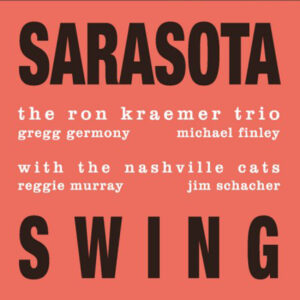 SARASOTA
the ron kraemer trio
gregg germony michael finley
with the nashville cats
reggie murray jim schacher
SWING